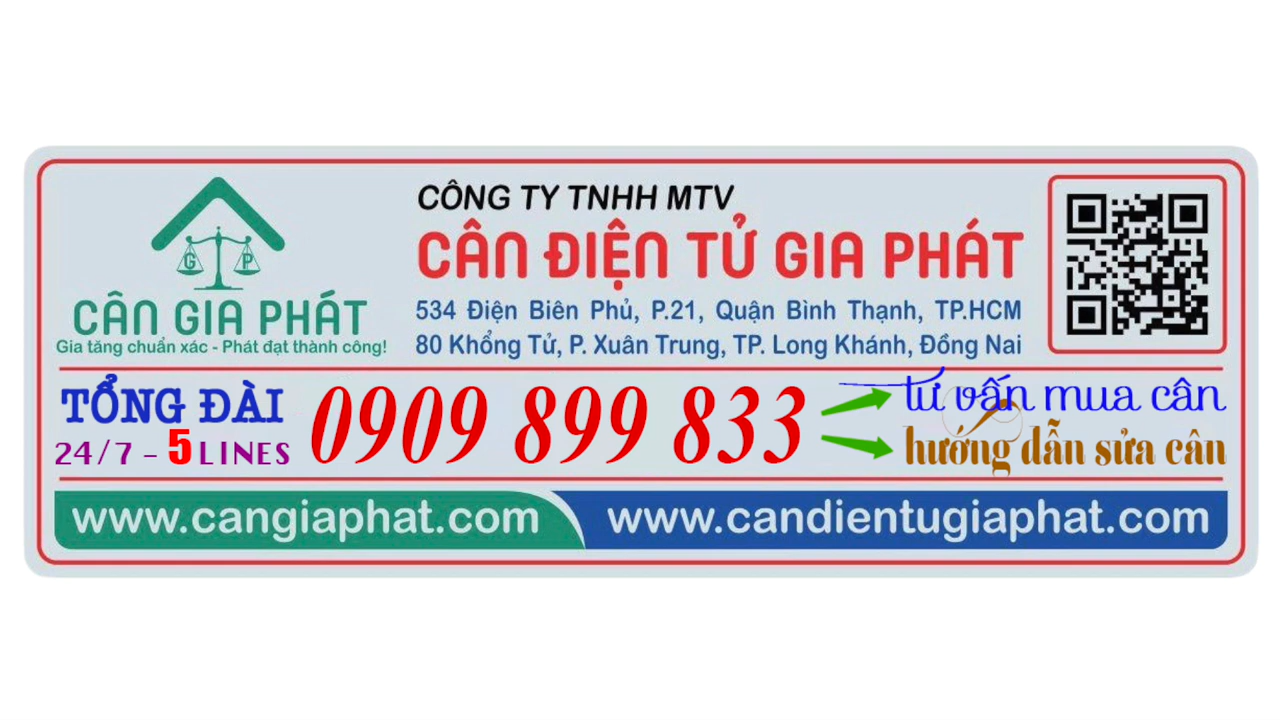 G P
CÂN GIA PHÁT
Gia tăng chuẩn xác - Phát đạt thành công!
CÔNG TY TNHH MTV
CÂN ĐIỆN TỬ GIA PHÁT
534 Điện Biên Phủ, P.21, Quận Bình Thạnh, TP.HCM
80 Khổng Tử, P. Xuân Trung, TP. Long Khánh, Đồng Nai
TỔNG ĐÀI
24/7 - 5 LINES
0909 899 833
tư vấn mua cân
hướng dẫn sửa cân
www.cangiaphat.com
www.candientugiaphat.com